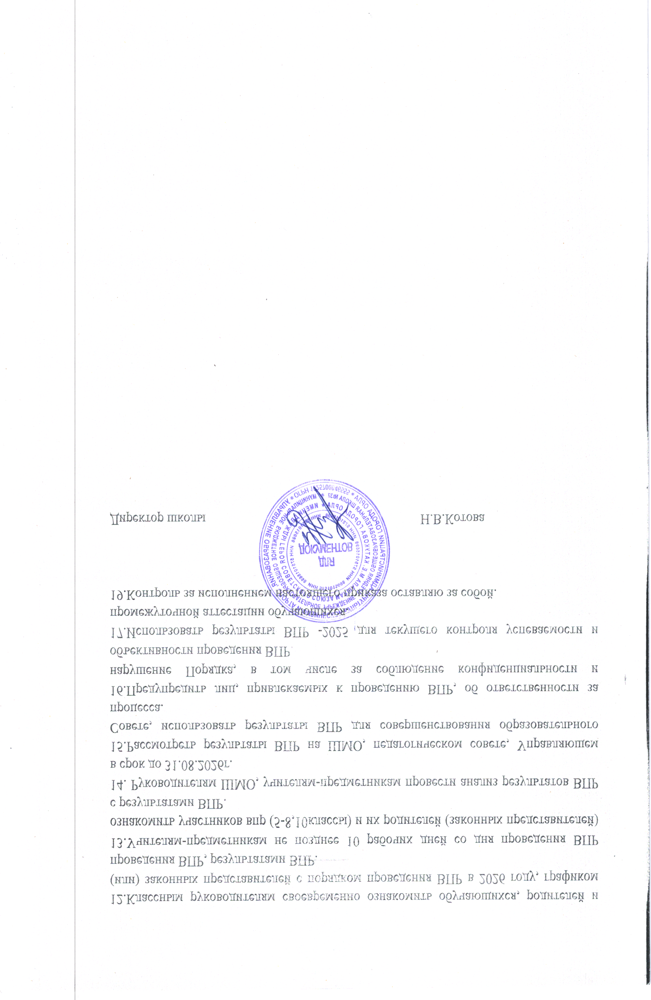 12.Классным руководителям своевременно ознакомить обучающихся, родителей и
(или) законных представителей с порядком проведения ВПР в 2026 году, графиком
проведения ВПР, результатами ВПР.
13.Учителям-предметникам не позднее 10 рабочих дней со дня проведения ВПР
ознакомить участников впр (5-8,10классы) и их родителей (законных представителей)
с результатами ВПР.
14. Руководителям ШМО, учителям-предметникам провести анализ результатов ВПР
в срок до 31.08.2026г.
15.Рассмотреть результаты ВПР на ШМО, педагогическом совете, Управляющем
Совете, использовать результаты ВПР для совершенствования образовательного
процесса.
16.Предупредить лиц, привлекаемых к проведению ВПР, об ответственности за
нарушение Порядка, в том числе за соблюдение конфиденциальности и
объективности проведения ВПР
17.Использовать результаты ВПР -2025 для текущего контроля успеваемости и
промежуточной аттестации обучающихся.
19.Контроль за исполнением настоящего приказа оставляю за собой.
ДЛЯ
ДОКУМЕНТОВ
Директор школы Н.В.Котова